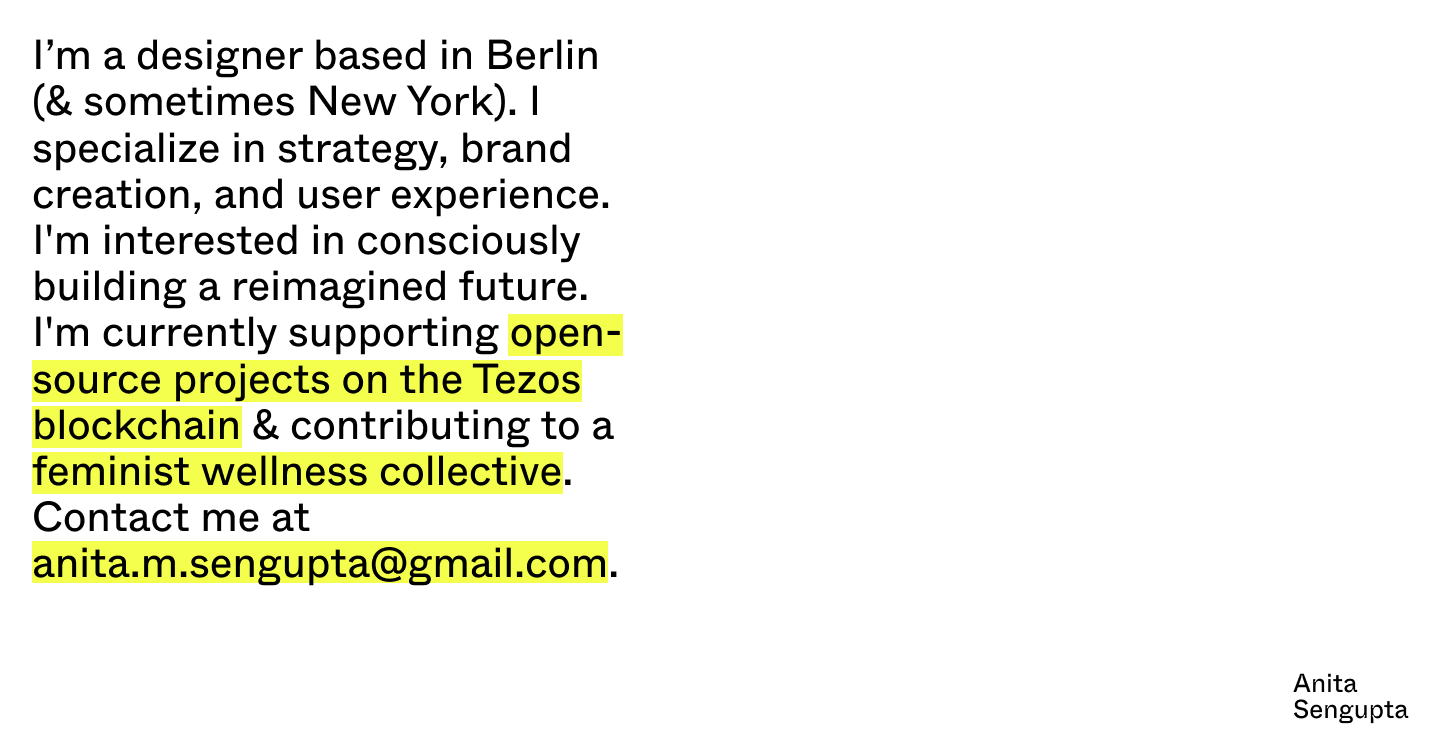 I’m a designer based in Berlin
(& sometimes New York). I
specialize in strategy, brand
creation, and user experience.
I'm interested in consciously
building a reimagined future.
I'm currently supporting open-
source projects on the Tezos
blockchain & contributing to a
feminist wellness collective.
Contact me at
anita.m.sengupta@gmail.com.
Anita
Sengupta